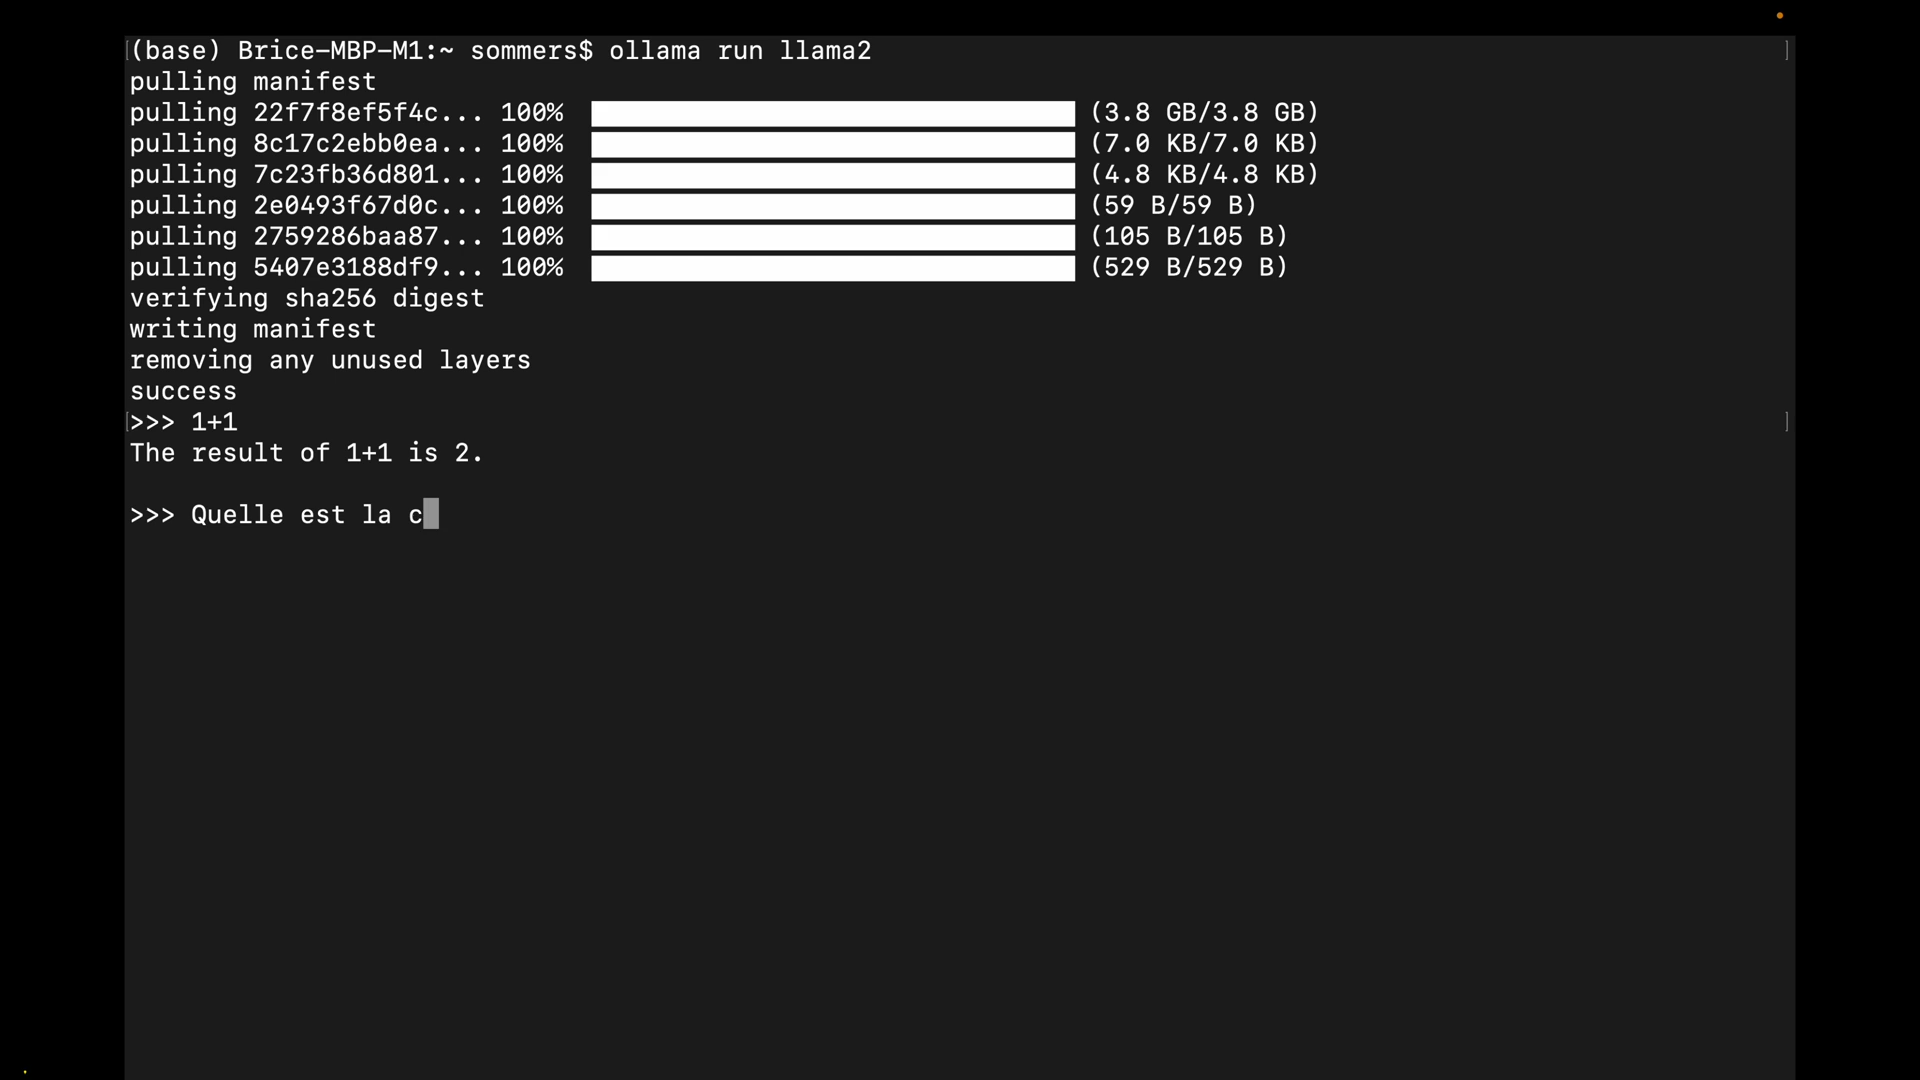 (base) Brice-MBP-M1:~ sommers$ ollama run llama2
pulling manifest
pulling 22f7f8ef5f4c... 100% (3.8 GB/3.8 GB)
pulling 8c17c2ebb0ea... 100% (7.0 KB/7.0 KB)
pulling 7c23fb36d801... 100% (4.8 KB/4.8 KB)
pulling 2e0493f67d0c... 100% (59 B/59 B)
pulling 2759286baa87... 100% (105 B/105 B)
pulling 5407e3188df9... 100% (529 B/529 B)
verifying sha256 digest
writing manifest
removing any unused layers
success
>>> 1+1
The result of 1+1 is 2.
>>> Quelle est la c